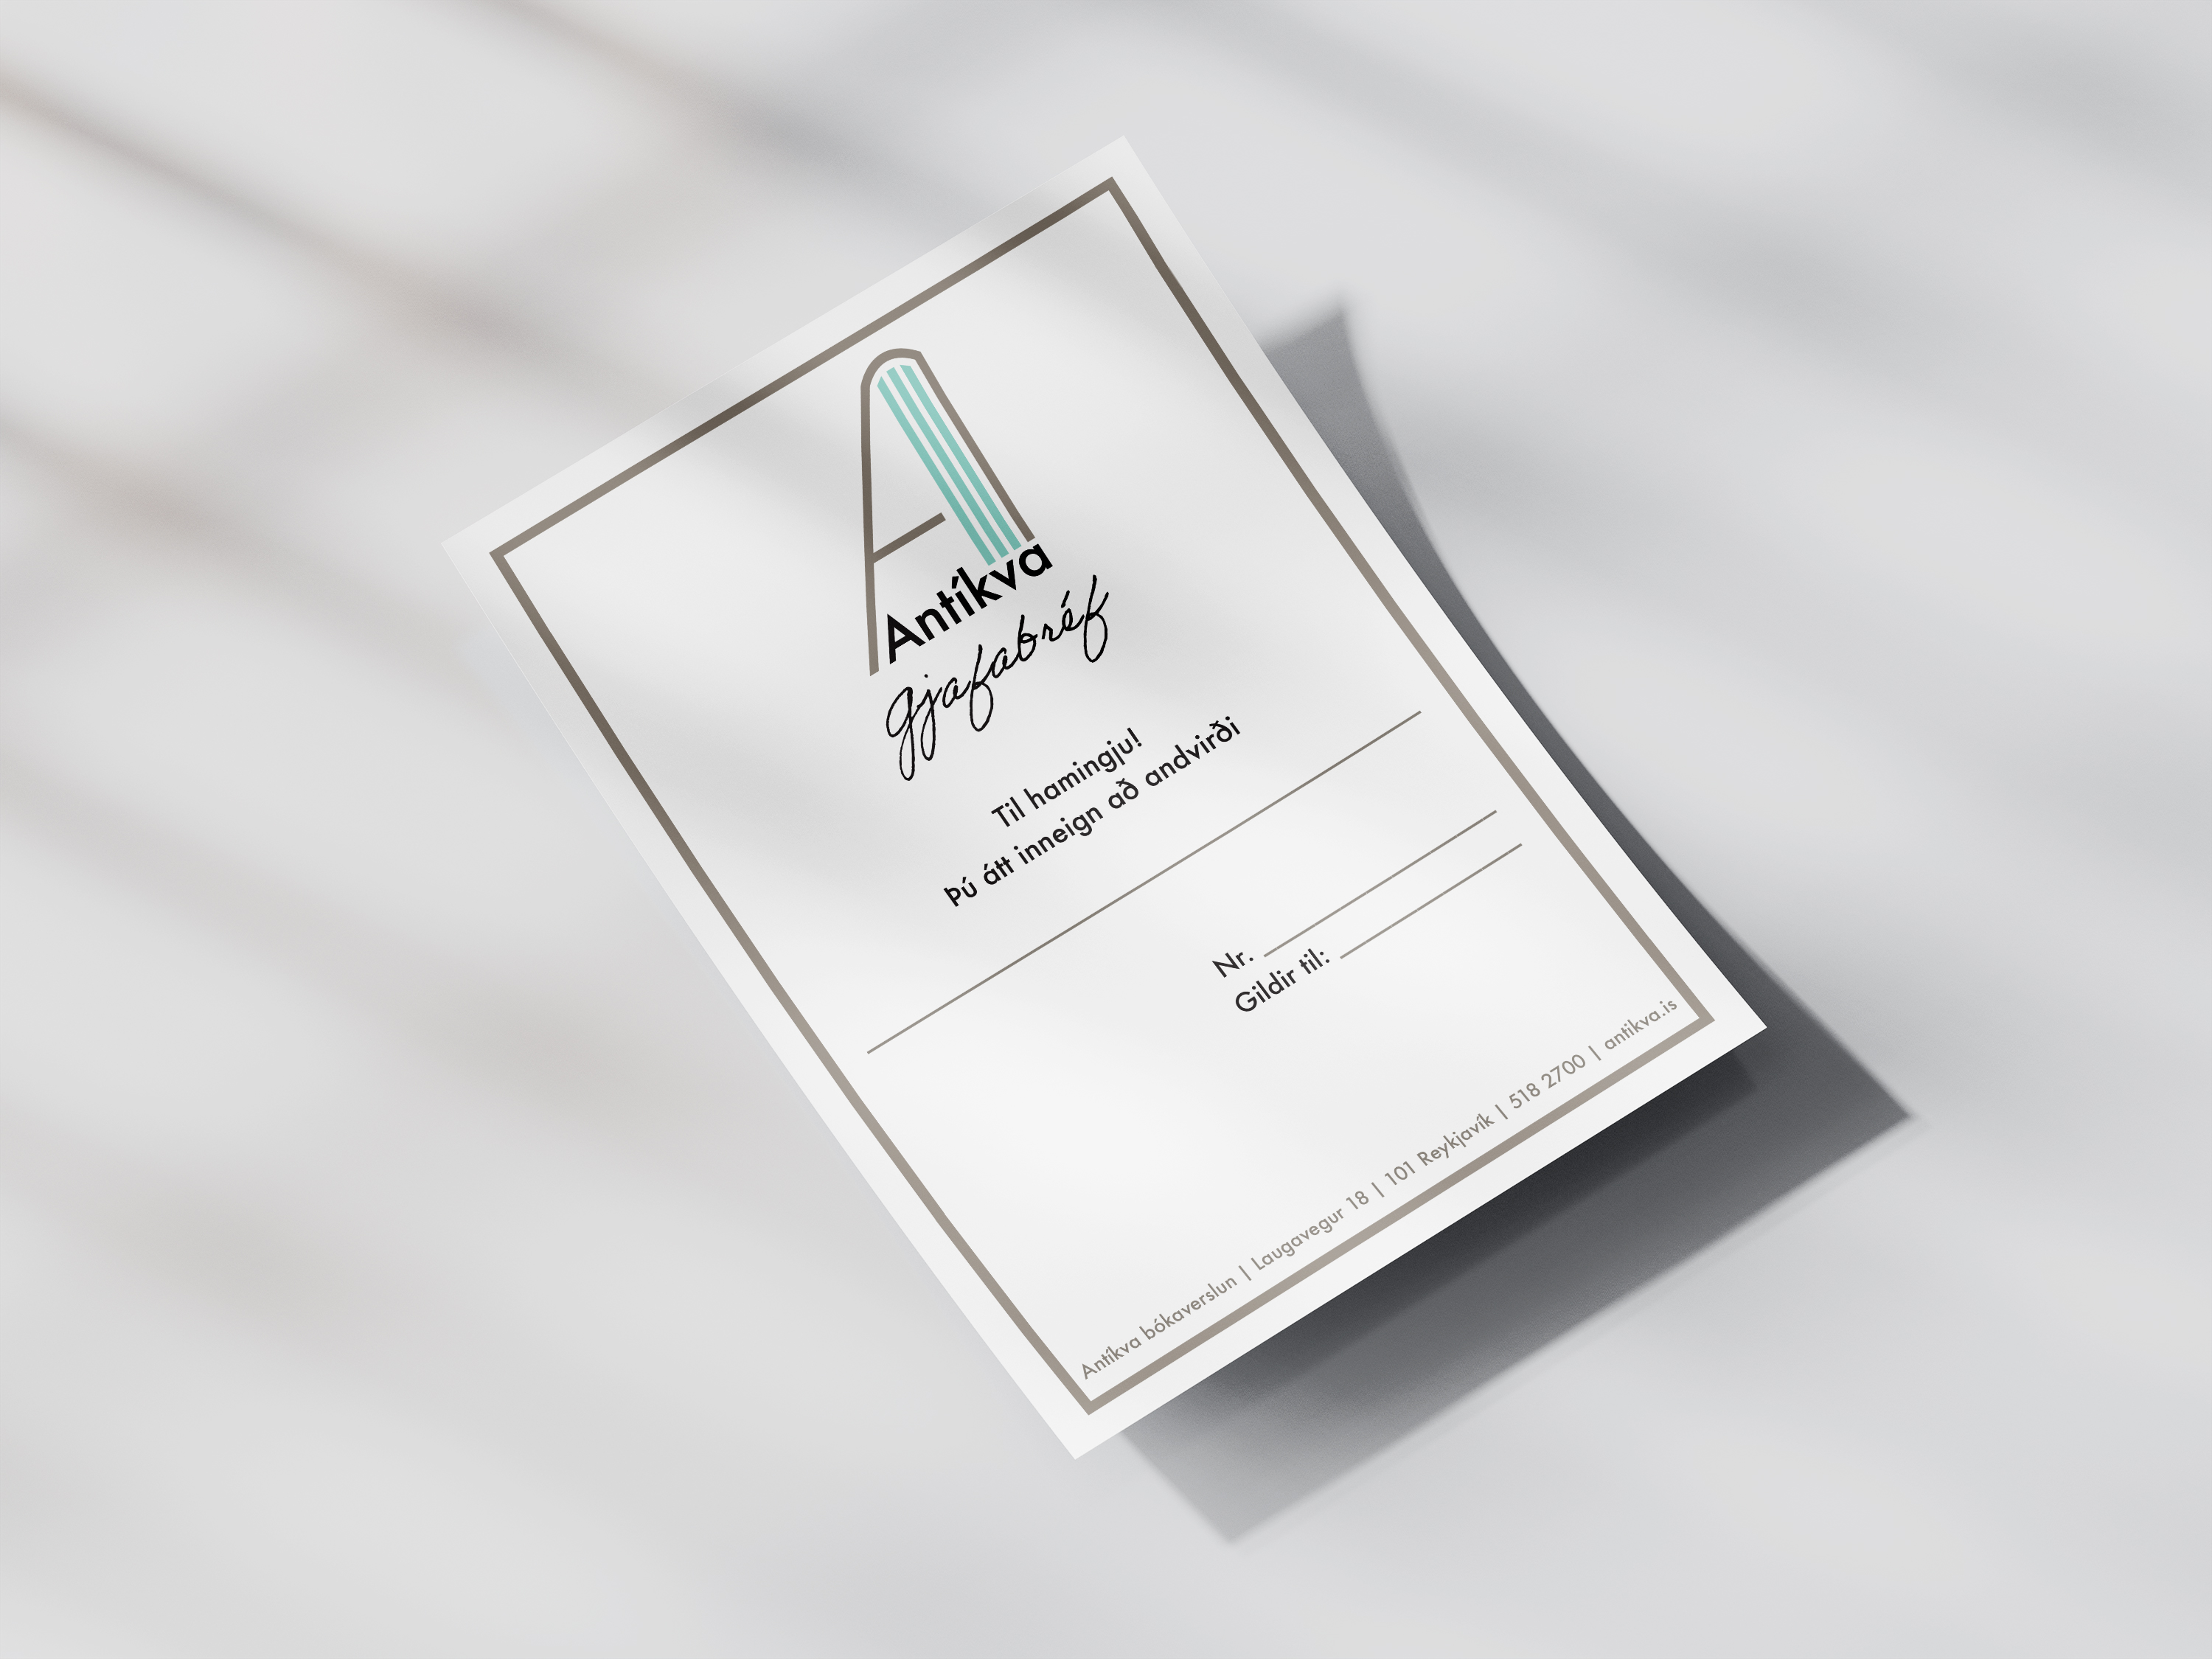 Antíkva
gjafabréf
Til hamingju!
Þú átt inneign að andvirði
Nr.
Gildir til:
Antíkva bókaverslun | Laugavegur 18 | 101 Reykjavík | 518 2700 | antikva.is